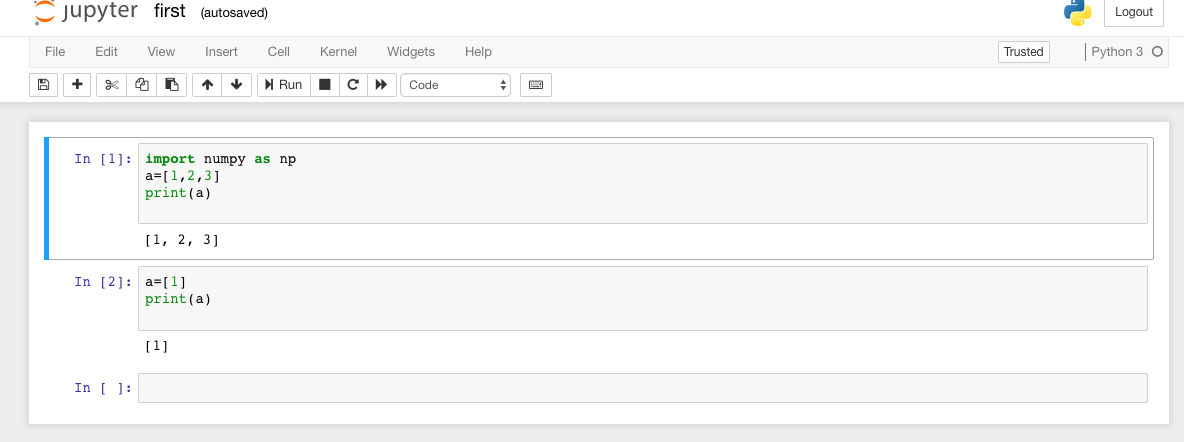 jupyter first (autosaved) Logout
File Edit View Insert Cell Kernel Widgets Help Trusted Python 3
Run Code
In [1]: import numpy as np
a=[1,2,3]
print(a)
[1, 2, 3]
In [2]: a=[1]
print(a)
[1]
In [ ]: